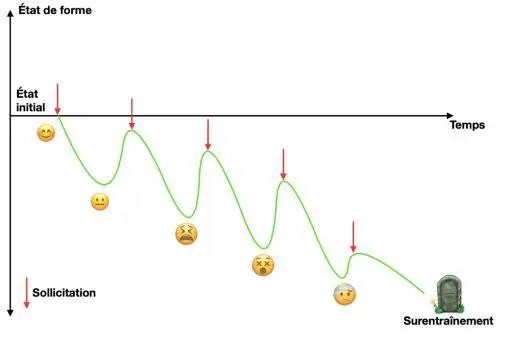 État de forme
État
initial
Temps
Sollicitation
Surentraînement